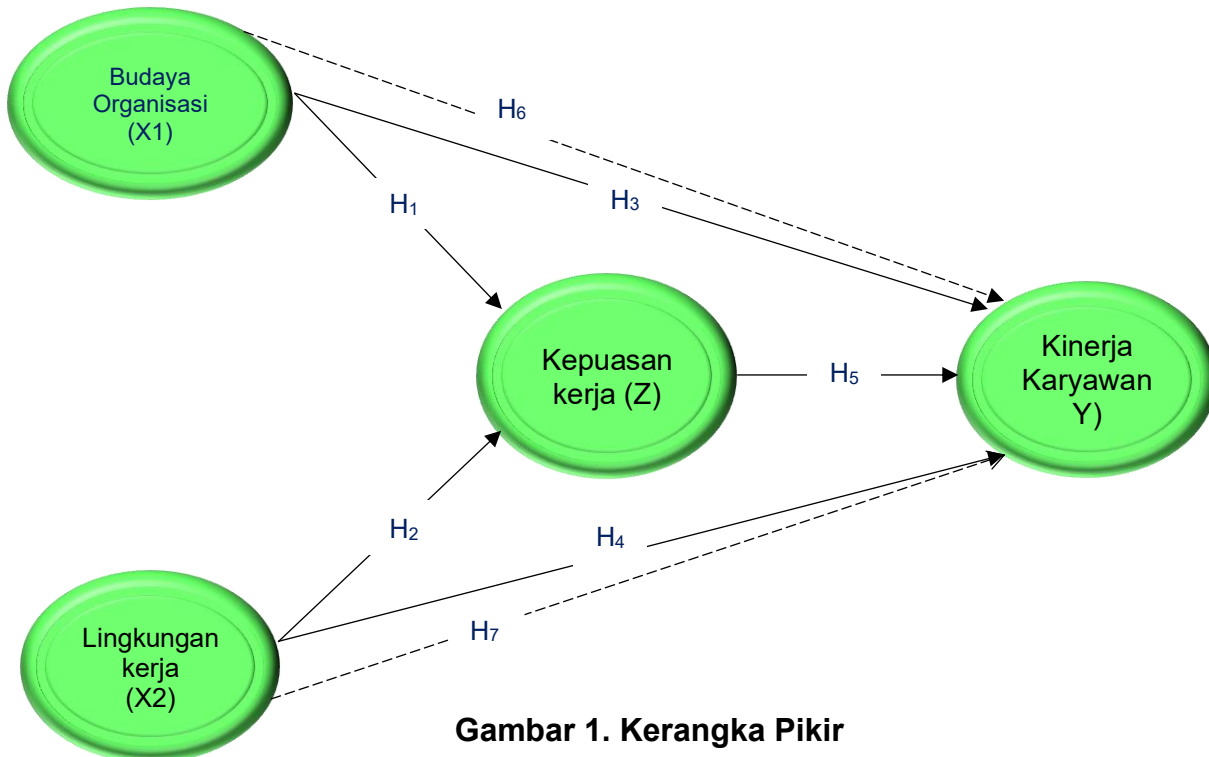 Budaya
Organisasi
(X1)
H6
H3
H1
Kepuasan
kerja (Z)
H5
Kinerja
Karyawan
Y)
H2
H4
H7
Lingkungan
kerja
(X2)
Gambar 1. Kerangka Pikir